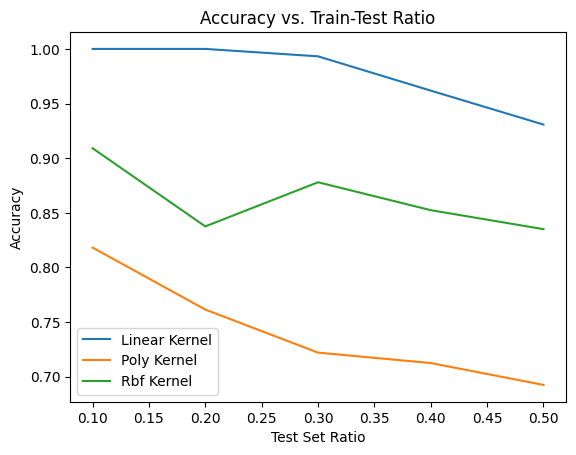 Accuracy vs. Train-Test Ratio
Accuracy
1.00
0.95
0.90
0.85
0.80
0.75
0.70
Linear Kernel
Poly Kernel
Rbf Kernel
0.10 0.15 0.20 0.25 0.30 0.35 0.40 0.45 0.50
Test Set Ratio